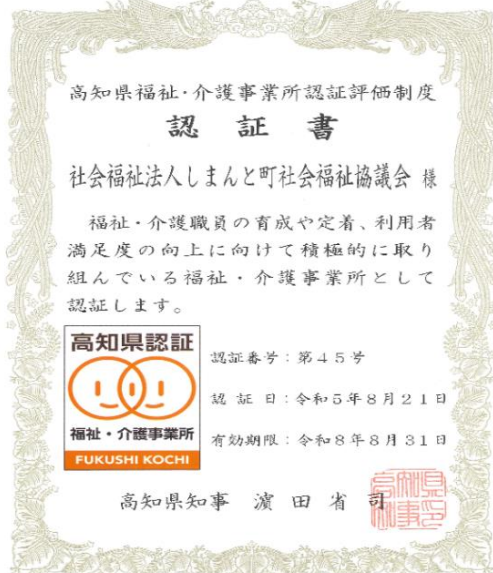 高知県福祉・介護事業所認証評価制度
認証書
社会福祉法人しまんと町社会福祉協議会 様
福祉・介護職員の育成や定着、利用者
満足度の向上に向けて積極的に取り
組んでいる福祉・介護事業所として
認証します。
高知県認証
福祉・介護事業所
FUKUSHI KOCHI
認証番号：第45号
認証日：令和5年8月21日
有効期限：令和8年8月31日
高知県知事 濵田省司